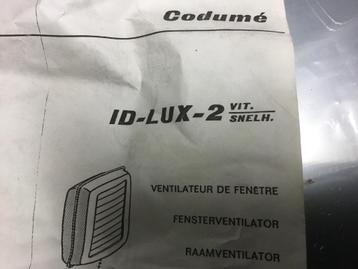 Codumé
ID-LUX-2 VIT. / SNELH.
VENTILATEUR DE FENÊTRE
FENSTERVENTILATOR
RAAMVENTILATOR